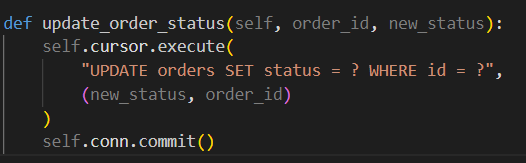 def update_order_status(self, order_id, new_status):
    self.cursor.execute(
        "UPDATE orders SET status = ? WHERE id = ?",
        (new_status, order_id)
    )
    self.conn.commit()